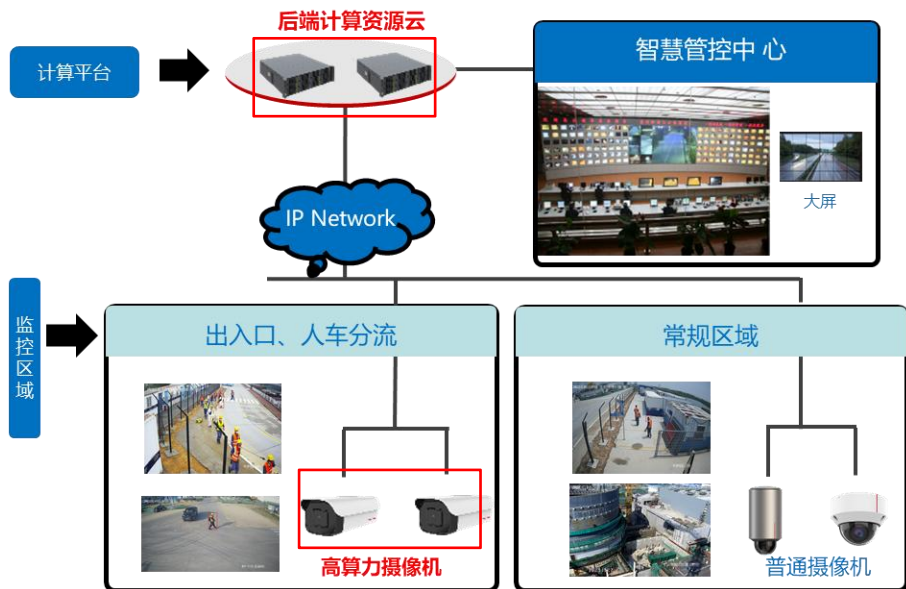 后端计算资源云
计算平台
智慧管控中 心
大屏
IP Network
监控区域
出入口、人车分流
常规区域
高算力摄像机
普通摄像机